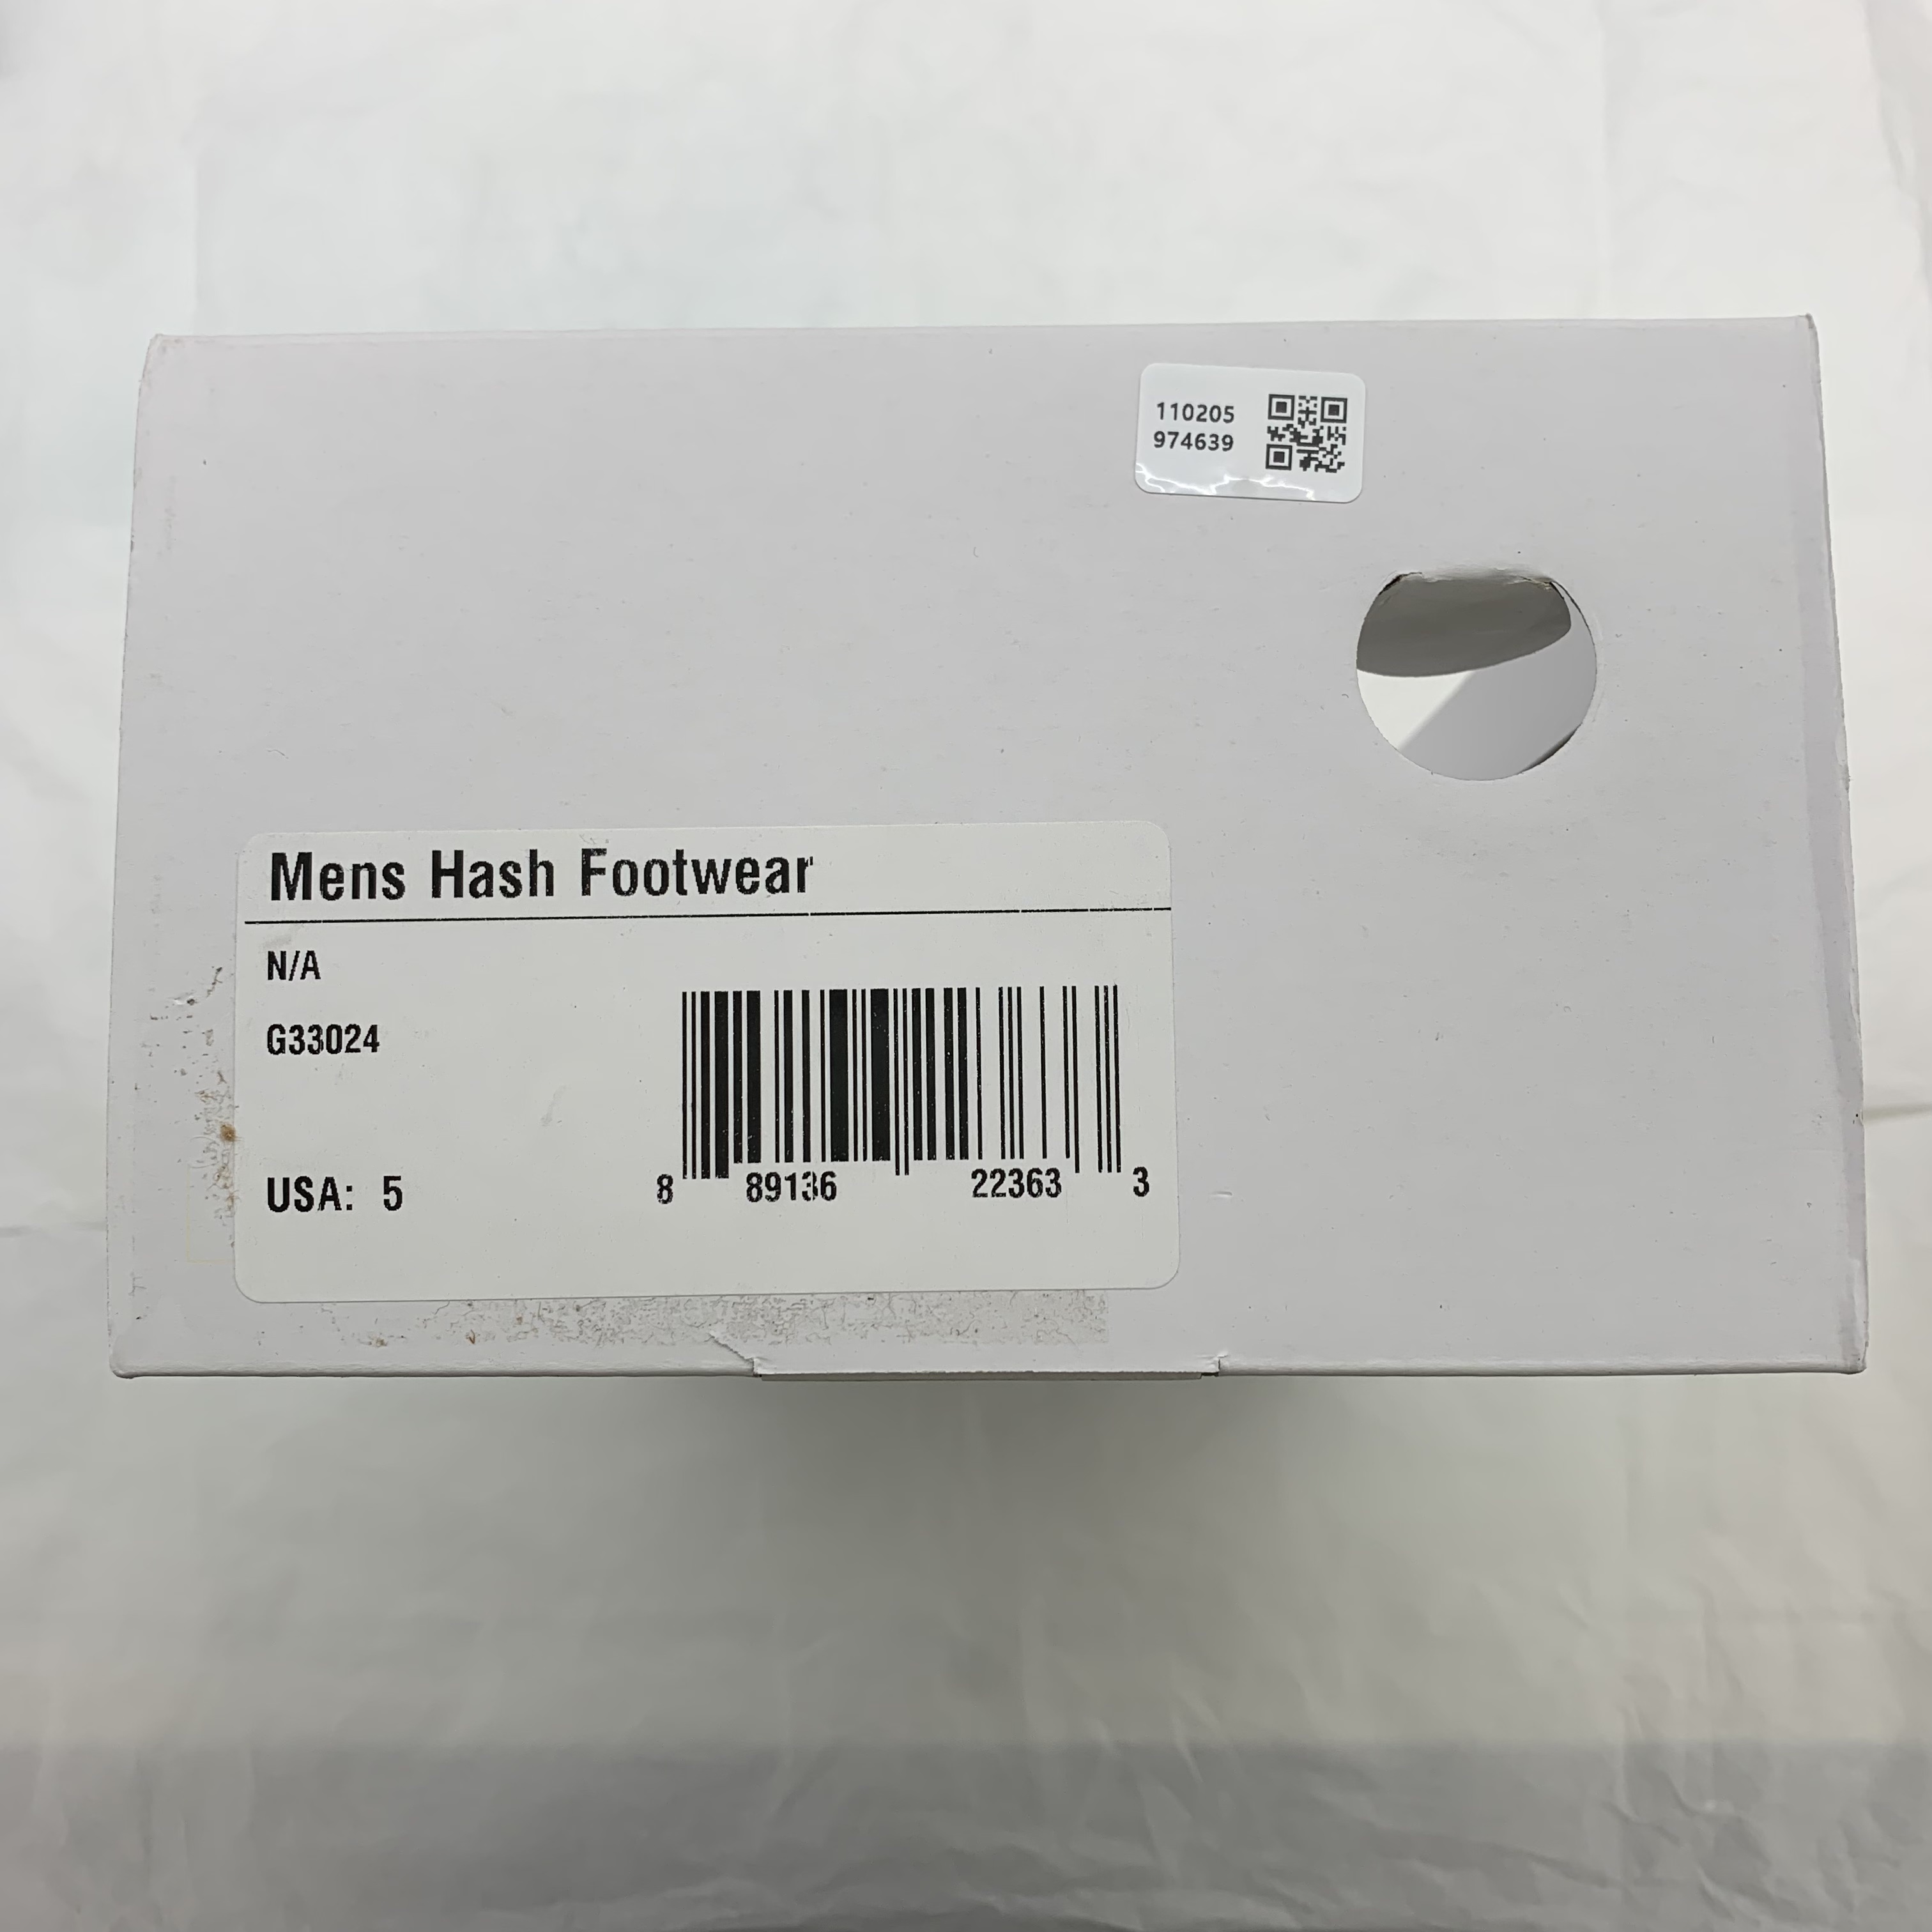 110205
974639
Mens Hash Footwear
N/A
G33024
USA: 5
8 89136 22363 3